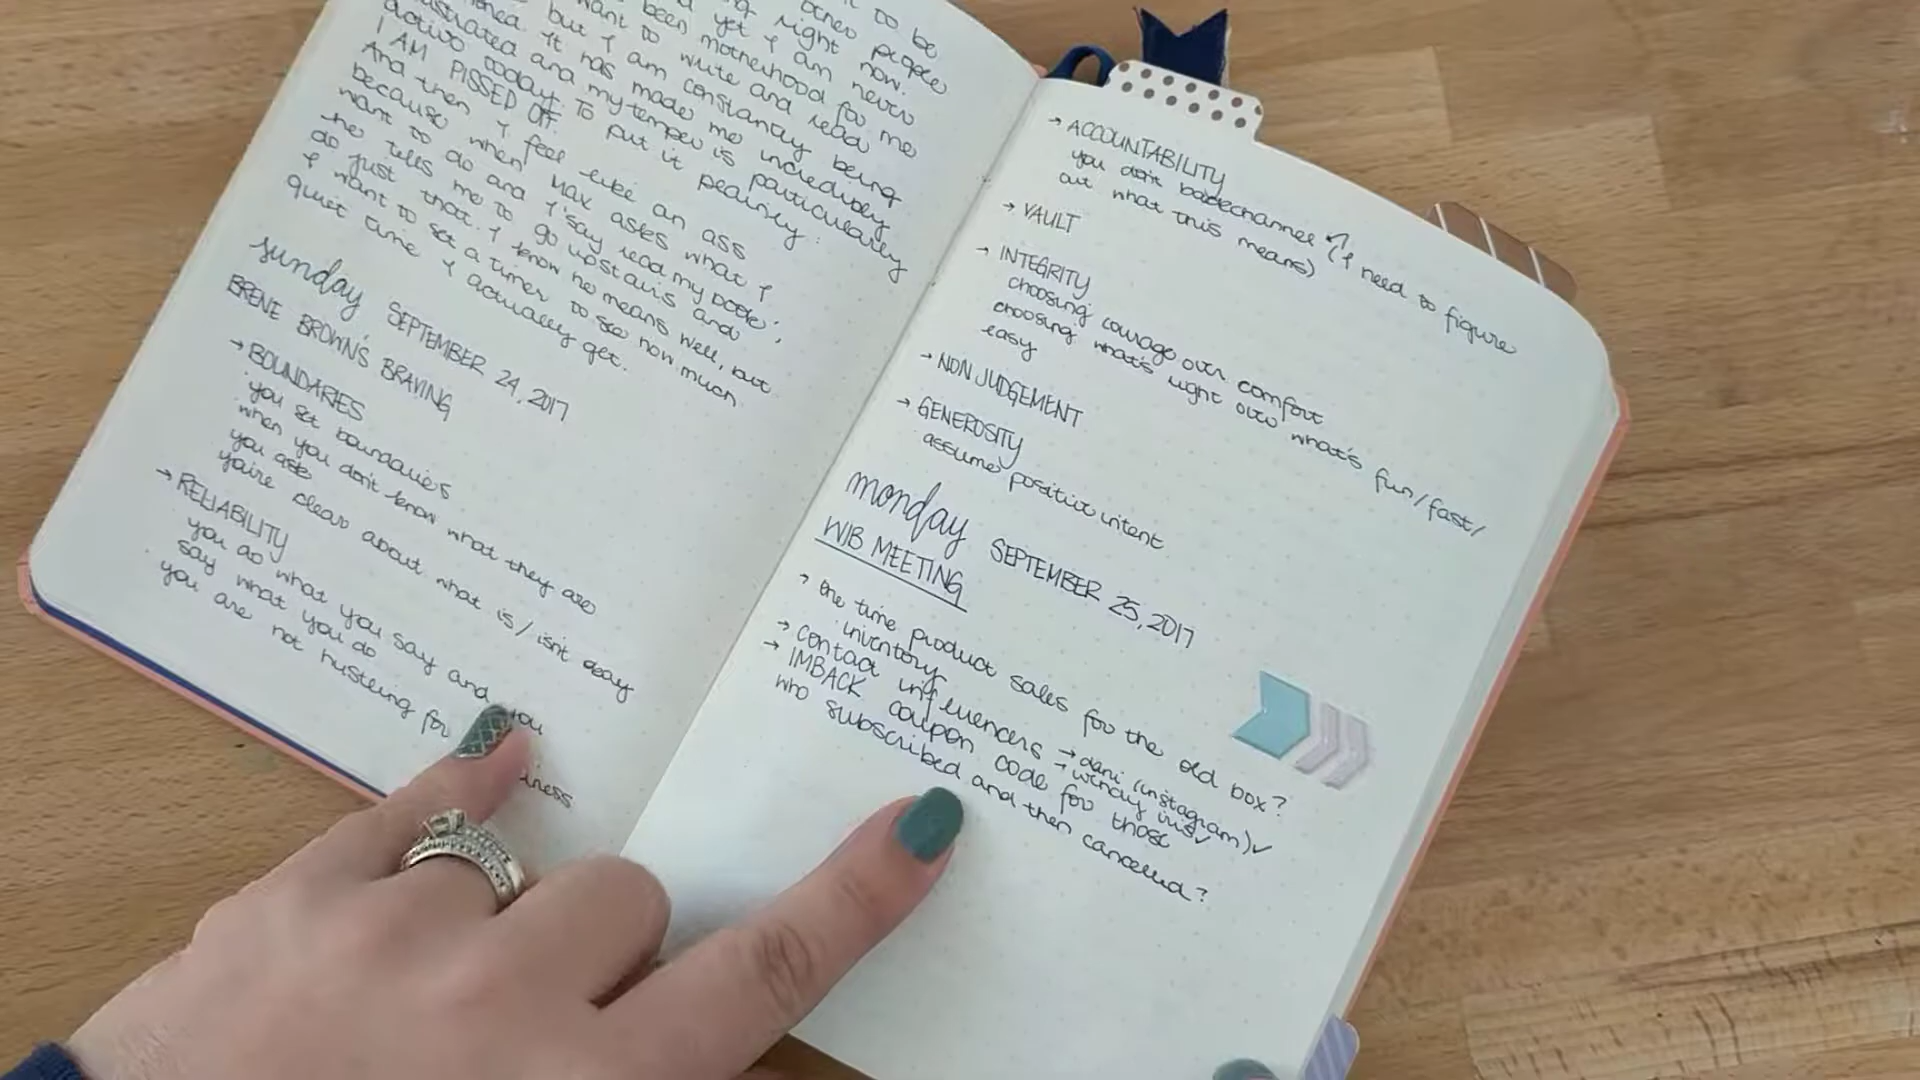 to be
other people
right now.
yet I am never
been motherhood for me
want to write and read
but I am constantly being
It has made me incredibly
frustrated and my temper is particularly
active today. To put it plainly:
I AM PISSED OFF.
And then I feel like an ass
because when Max asks what I
want to do and I say read my book,
he tells me to go upstairs and
do just that. I know he means well, but
I want to set a timer to see how much
quiet time I actually get.
sunday SEPTEMBER 24, 2017
BRENE BROWN'S BRAVING
→ BOUNDARIES
you set boundaries
when you don't know what they are
you ask
you're clear about what is/isn't okay
→ RELIABILITY
you do what you say and you
say what you do
you are not hustling for
iness
→ ACCOUNTABILITY
you don't backchannel (I need to figure
out what this means)
→ VAULT
→ INTEGRITY
choosing courage over comfort
choosing what's right over what's fun/fast/
easy
→ NON JUDGEMENT
→ GENEROSITY
assume positive intent
monday SEPTEMBER 25, 2017
WIB MEETING
→ one time product sales for the old box?
inventory
→ contact influencers → dani (instagram) ✓
→ wendy ✓
→ IMBACK coupon code for those
who subscribed and then cancelled?